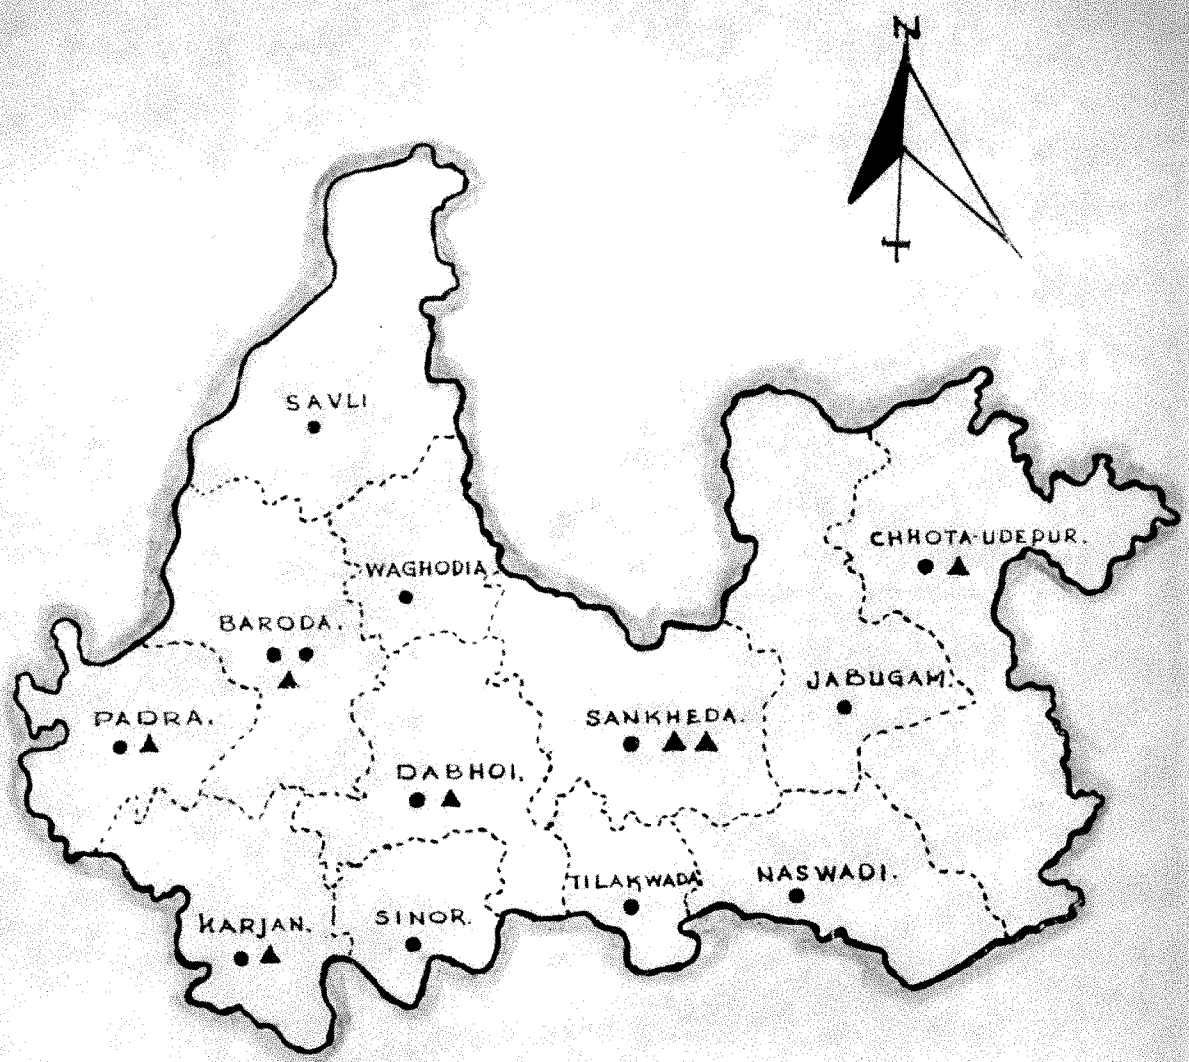 N
SAVLI
CHHOTA-UDEPUR.
WAGHODIA
BARODA.
JABUGAM.
PADRA.
SANKHEDA.
DABHOI.
TILAKWADA
NASWADI.
KARJAN.
SINOR.